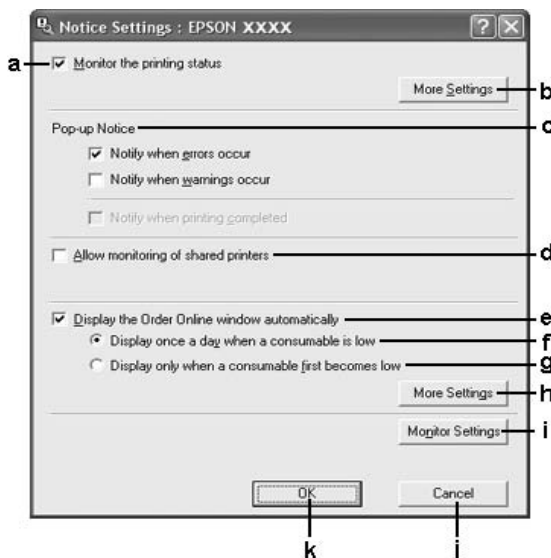 Notice Settings : EPSON XXXX
a
Monitor the printing status
More Settings
b
Pop-up Notice
c
Notify when errors occur
Notify when warnings occur
Notify when printing completed
Allow monitoring of shared printers
d
Display the Order Online window automatically
e
Display once a day when a consumable is low
f
Display only when a consumable first becomes low
g
More Settings
h
Monitor Settings
i
OK
Cancel
k
j